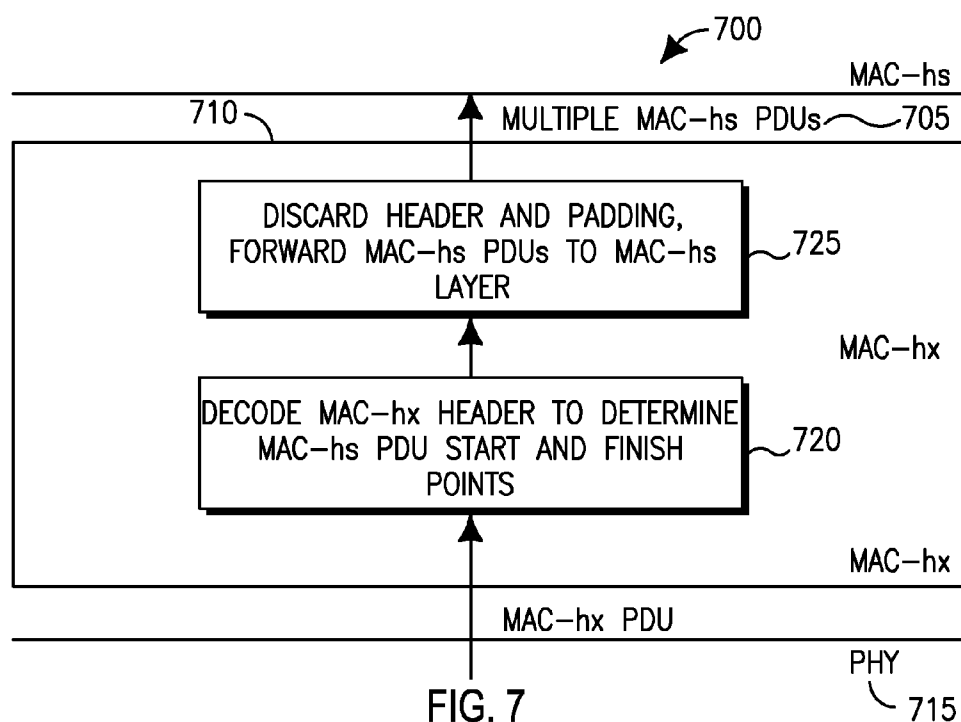 700
MAC-hs
710
MULTIPLE MAC-hs PDUs
705
DISCARD HEADER AND PADDING,
FORWARD MAC-hs PDUs TO MAC-hs
LAYER
725
MAC-hx
DECODE MAC-hx HEADER TO DETERMINE
MAC-hs PDU START AND FINISH
POINTS
720
MAC-hx
MAC-hx PDU
PHY
715
FIG. 7